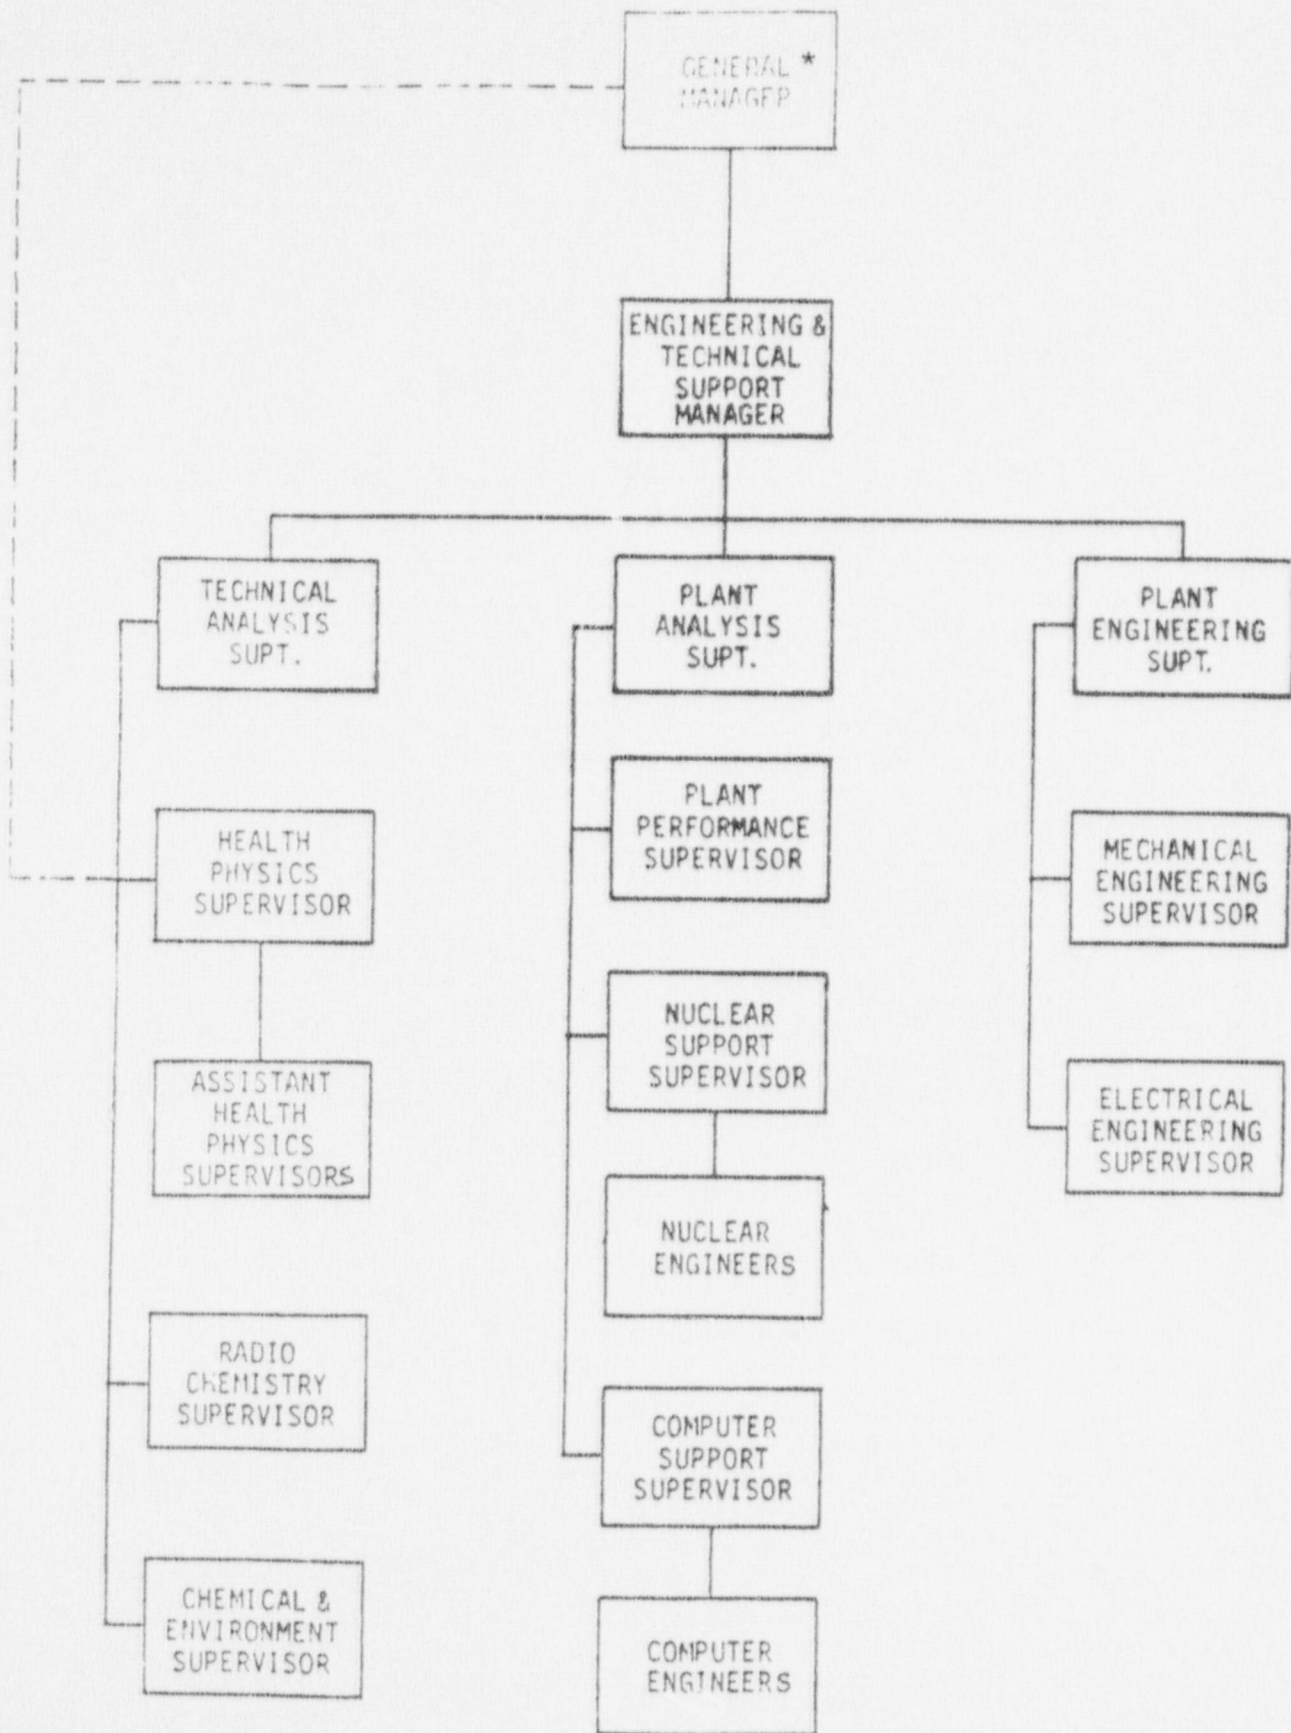 GENERAL *
MANAGER
ENGINEERING &
TECHNICAL
SUPPORT
MANAGER
TECHNICAL
ANALYSIS
SUPT.
HEALTH
PHYSICS
SUPERVISOR
ASSISTANT
HEALTH
PHYSICS
SUPERVISORS
RADIO
CHEMISTRY
SUPERVISOR
CHEMICAL &
ENVIRONMENT
SUPERVISOR
PLANT
ANALYSIS
SUPT.
PLANT
PERFORMANCE
SUPERVISOR
NUCLEAR
SUPPORT
SUPERVISOR
NUCLEAR
ENGINEERS
COMPUTER
SUPPORT
SUPERVISOR
COMPUTER
ENGINEERS
PLANT
ENGINEERING
SUPT.
MECHANICAL
ENGINEERING
SUPERVISOR
ELECTRICAL
ENGINEERING
SUPERVISOR